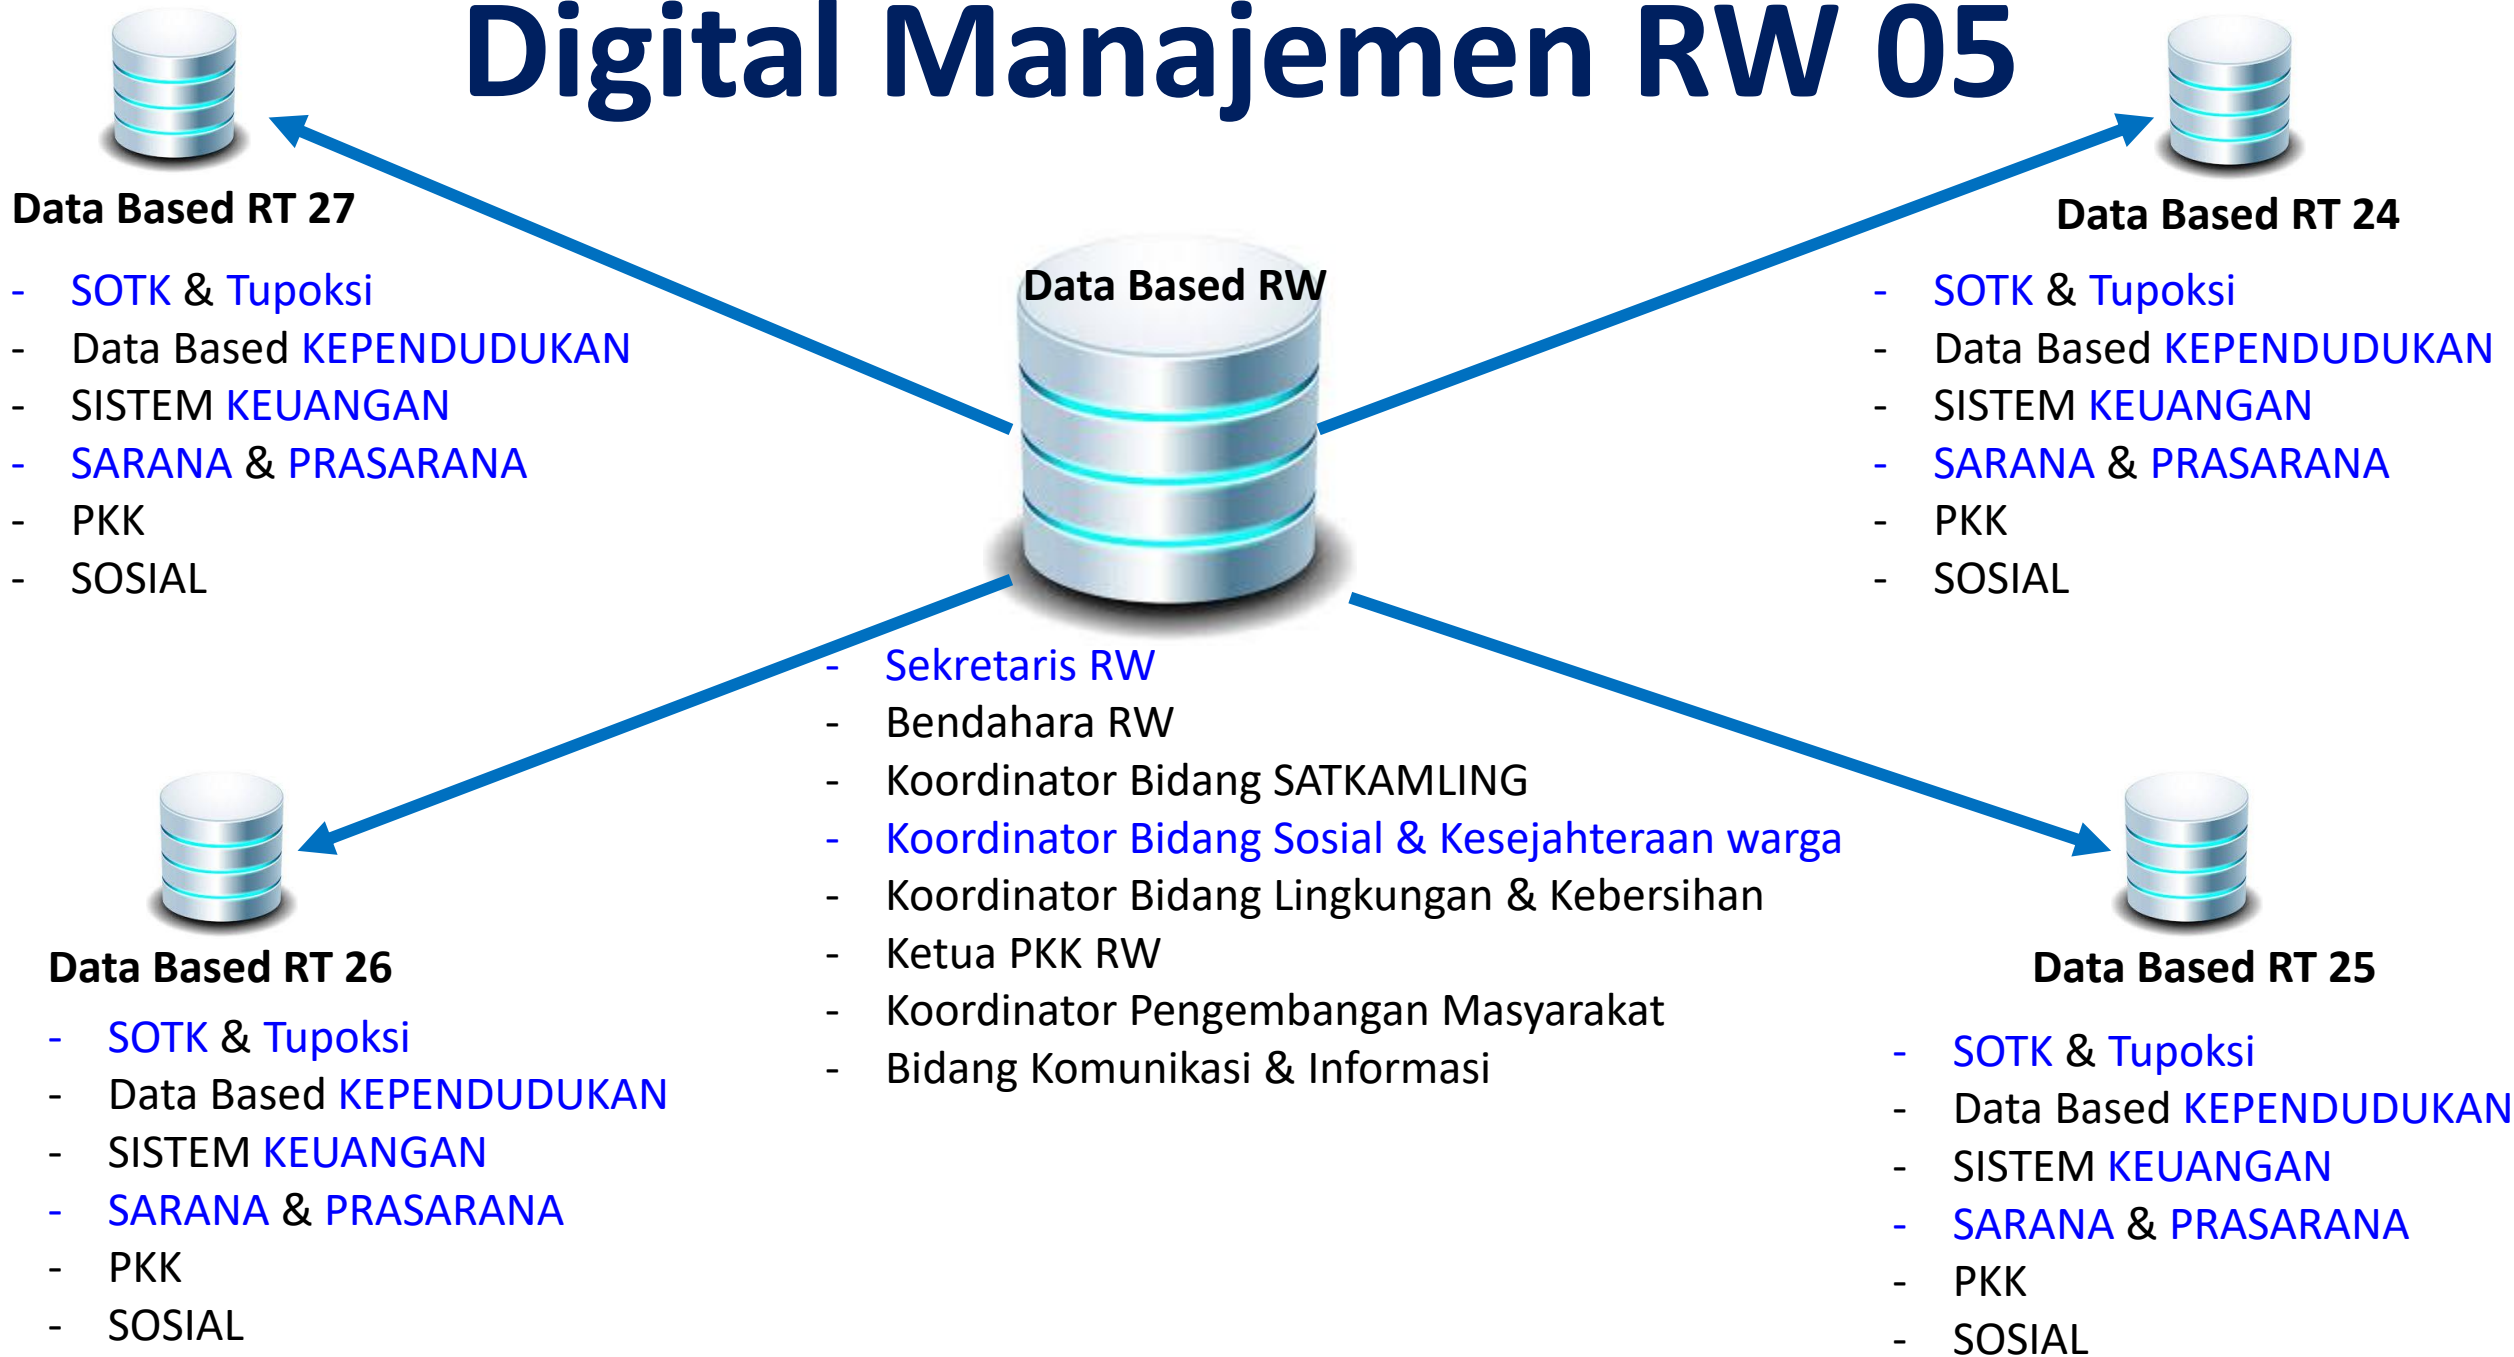 Digital Manajemen RW 05
Data Based RT 27
- SOTK & Tupoksi
- Data Based KEPENDUDUKAN
- SISTEM KEUANGAN
- SARANA & PRASARANA
- PKK
- SOSIAL
Data Based RW
- Sekretaris RW
- Bendahara RW
- Koordinator Bidang SATKAMLING
- Koordinator Bidang Sosial & Kesejahteraan warga
- Koordinator Bidang Lingkungan & Kebersihan
- Ketua PKK RW
- Koordinator Pengembangan Masyarakat
- Bidang Komunikasi & Informasi
Data Based RT 24
- SOTK & Tupoksi
- Data Based KEPENDUDUKAN
- SISTEM KEUANGAN
- SARANA & PRASARANA
- PKK
- SOSIAL
Data Based RT 26
- SOTK & Tupoksi
- Data Based KEPENDUDUKAN
- SISTEM KEUANGAN
- SARANA & PRASARANA
- PKK
- SOSIAL
Data Based RT 25
- SOTK & Tupoksi
- Data Based KEPENDUDUKAN
- SISTEM KEUANGAN
- SARANA & PRASARANA
- PKK
- SOSIAL